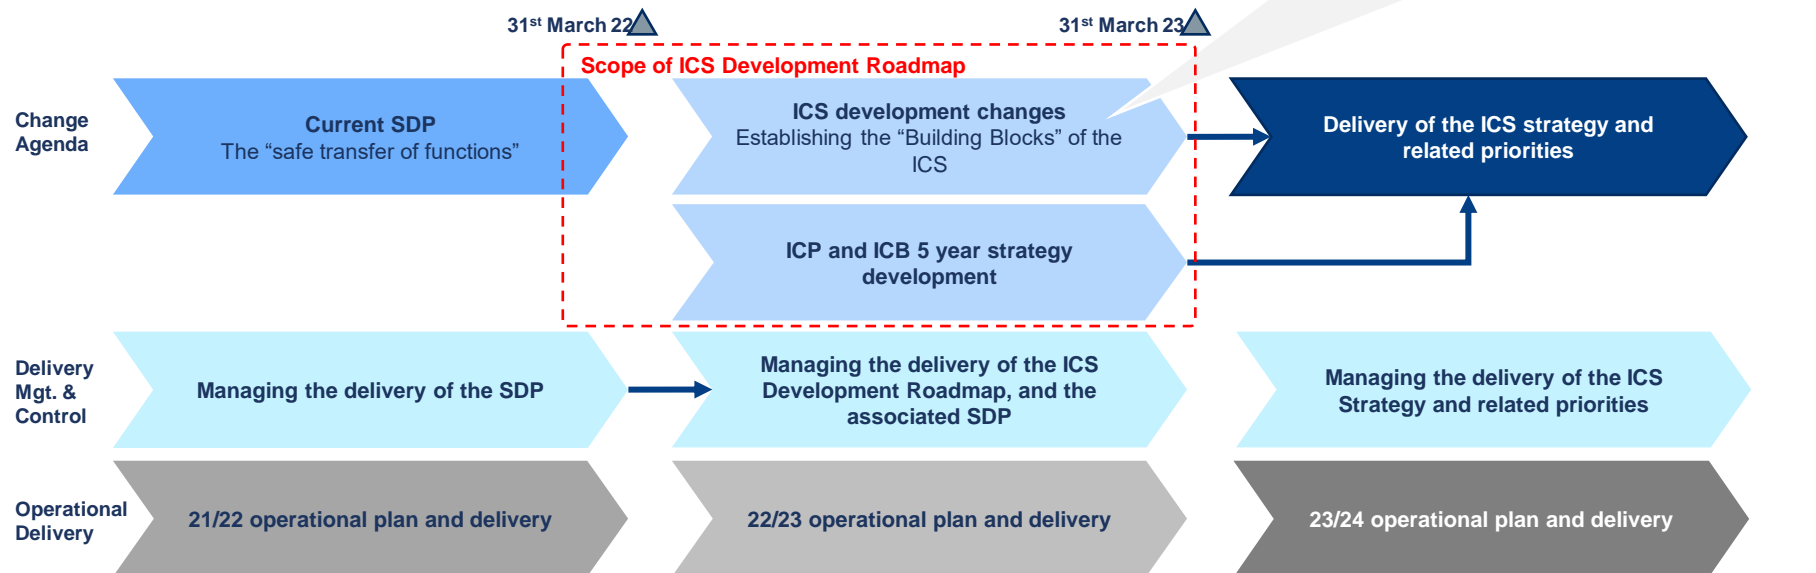 31st March 22
31st March 23
Scope of ICS Development Roadmap
Change
Agenda
Current SDP
The “safe transfer of functions”
ICS development changes
Establishing the “Building Blocks” of the
ICS
Delivery of the ICS strategy and
related priorities
ICP and ICB 5 year strategy
development
Delivery
Mgt. &
Control
Managing the delivery of the SDP
Managing the delivery of the ICS
Development Roadmap, and the
associated SDP
Managing the delivery of the ICS
Strategy and related priorities
Operational
Delivery
21/22 operational plan and delivery
22/23 operational plan and delivery
23/24 operational plan and delivery